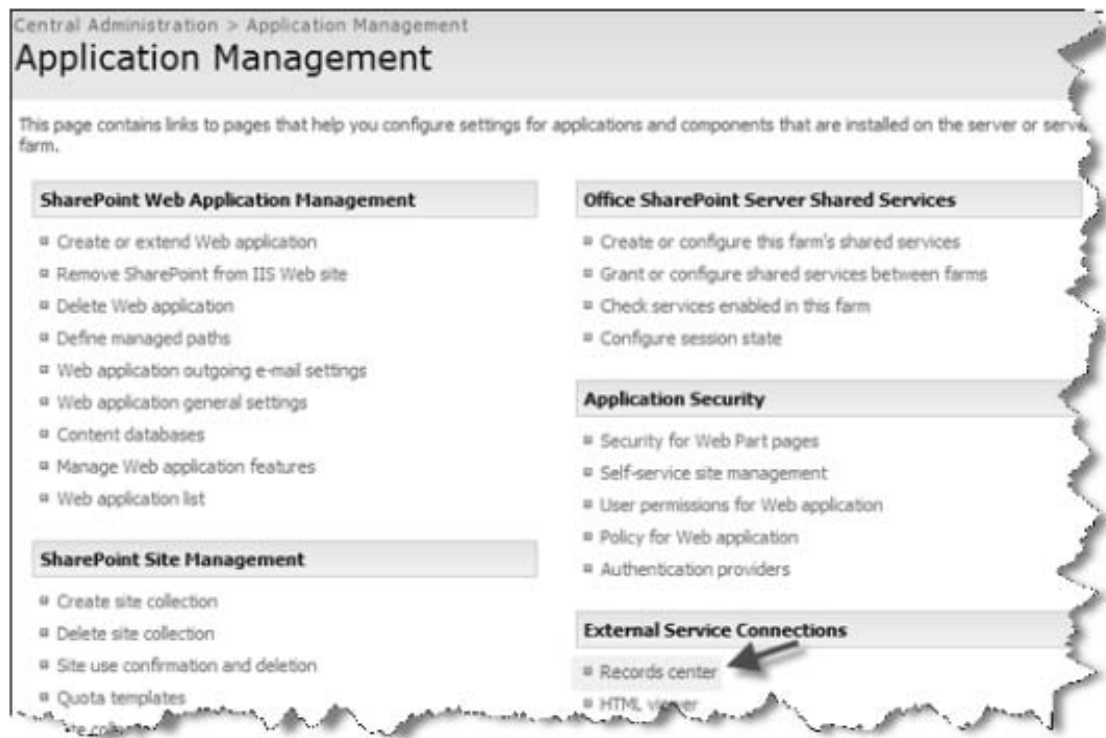 Central Administration > Application Management
Application Management
This page contains links to pages that help you configure settings for applications and components that are installed on the server or
farm.
SharePoint Web Application Management
Create or extend Web application
Remove SharePoint from IIS Web site
Delete Web application
Define managed paths
Web application outgoing e-mail settings
Web application general settings
Content databases
Manage Web application features
Web application list
SharePoint Site Management
Create site collection
Delete site collection
Site use confirmation and deletion
Quota templates
Office SharePoint Server Shared Services
Create or configure this farm's shared services
Grant or configure shared services between farms
Check services enabled in this farm
Configure session state
Application Security
Security for Web Part pages
Self-service site management
User permissions for Web application
Policy for Web application
Authentication providers
External Service Connections
Records center
HTML viewer